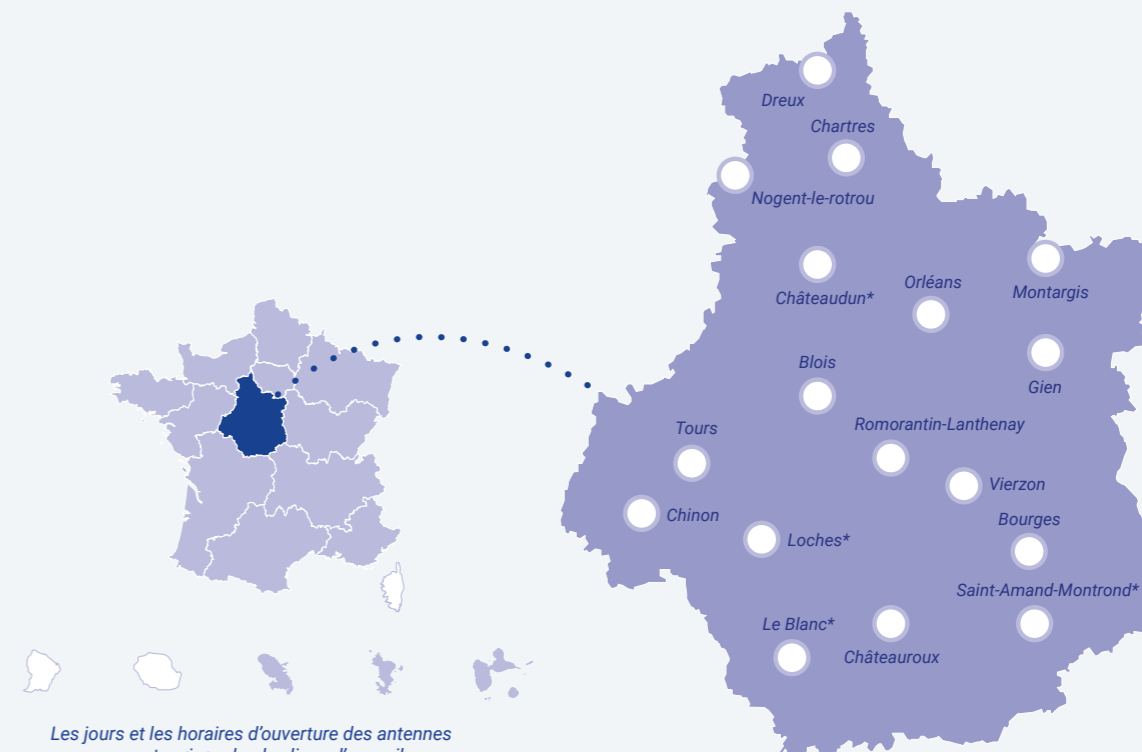 Dreux
Chartres
Nogent-le-rotrou
Châteaudun*
Orléans
Montargis
Blois
Gien
Tours
Romorantin-Lanthenay
Vierzon
Chinon
Bourges
Loches*
Saint-Amand-Montrond*
Le Blanc*
Châteauroux
Les jours et les horaires d'ouverture des antennes